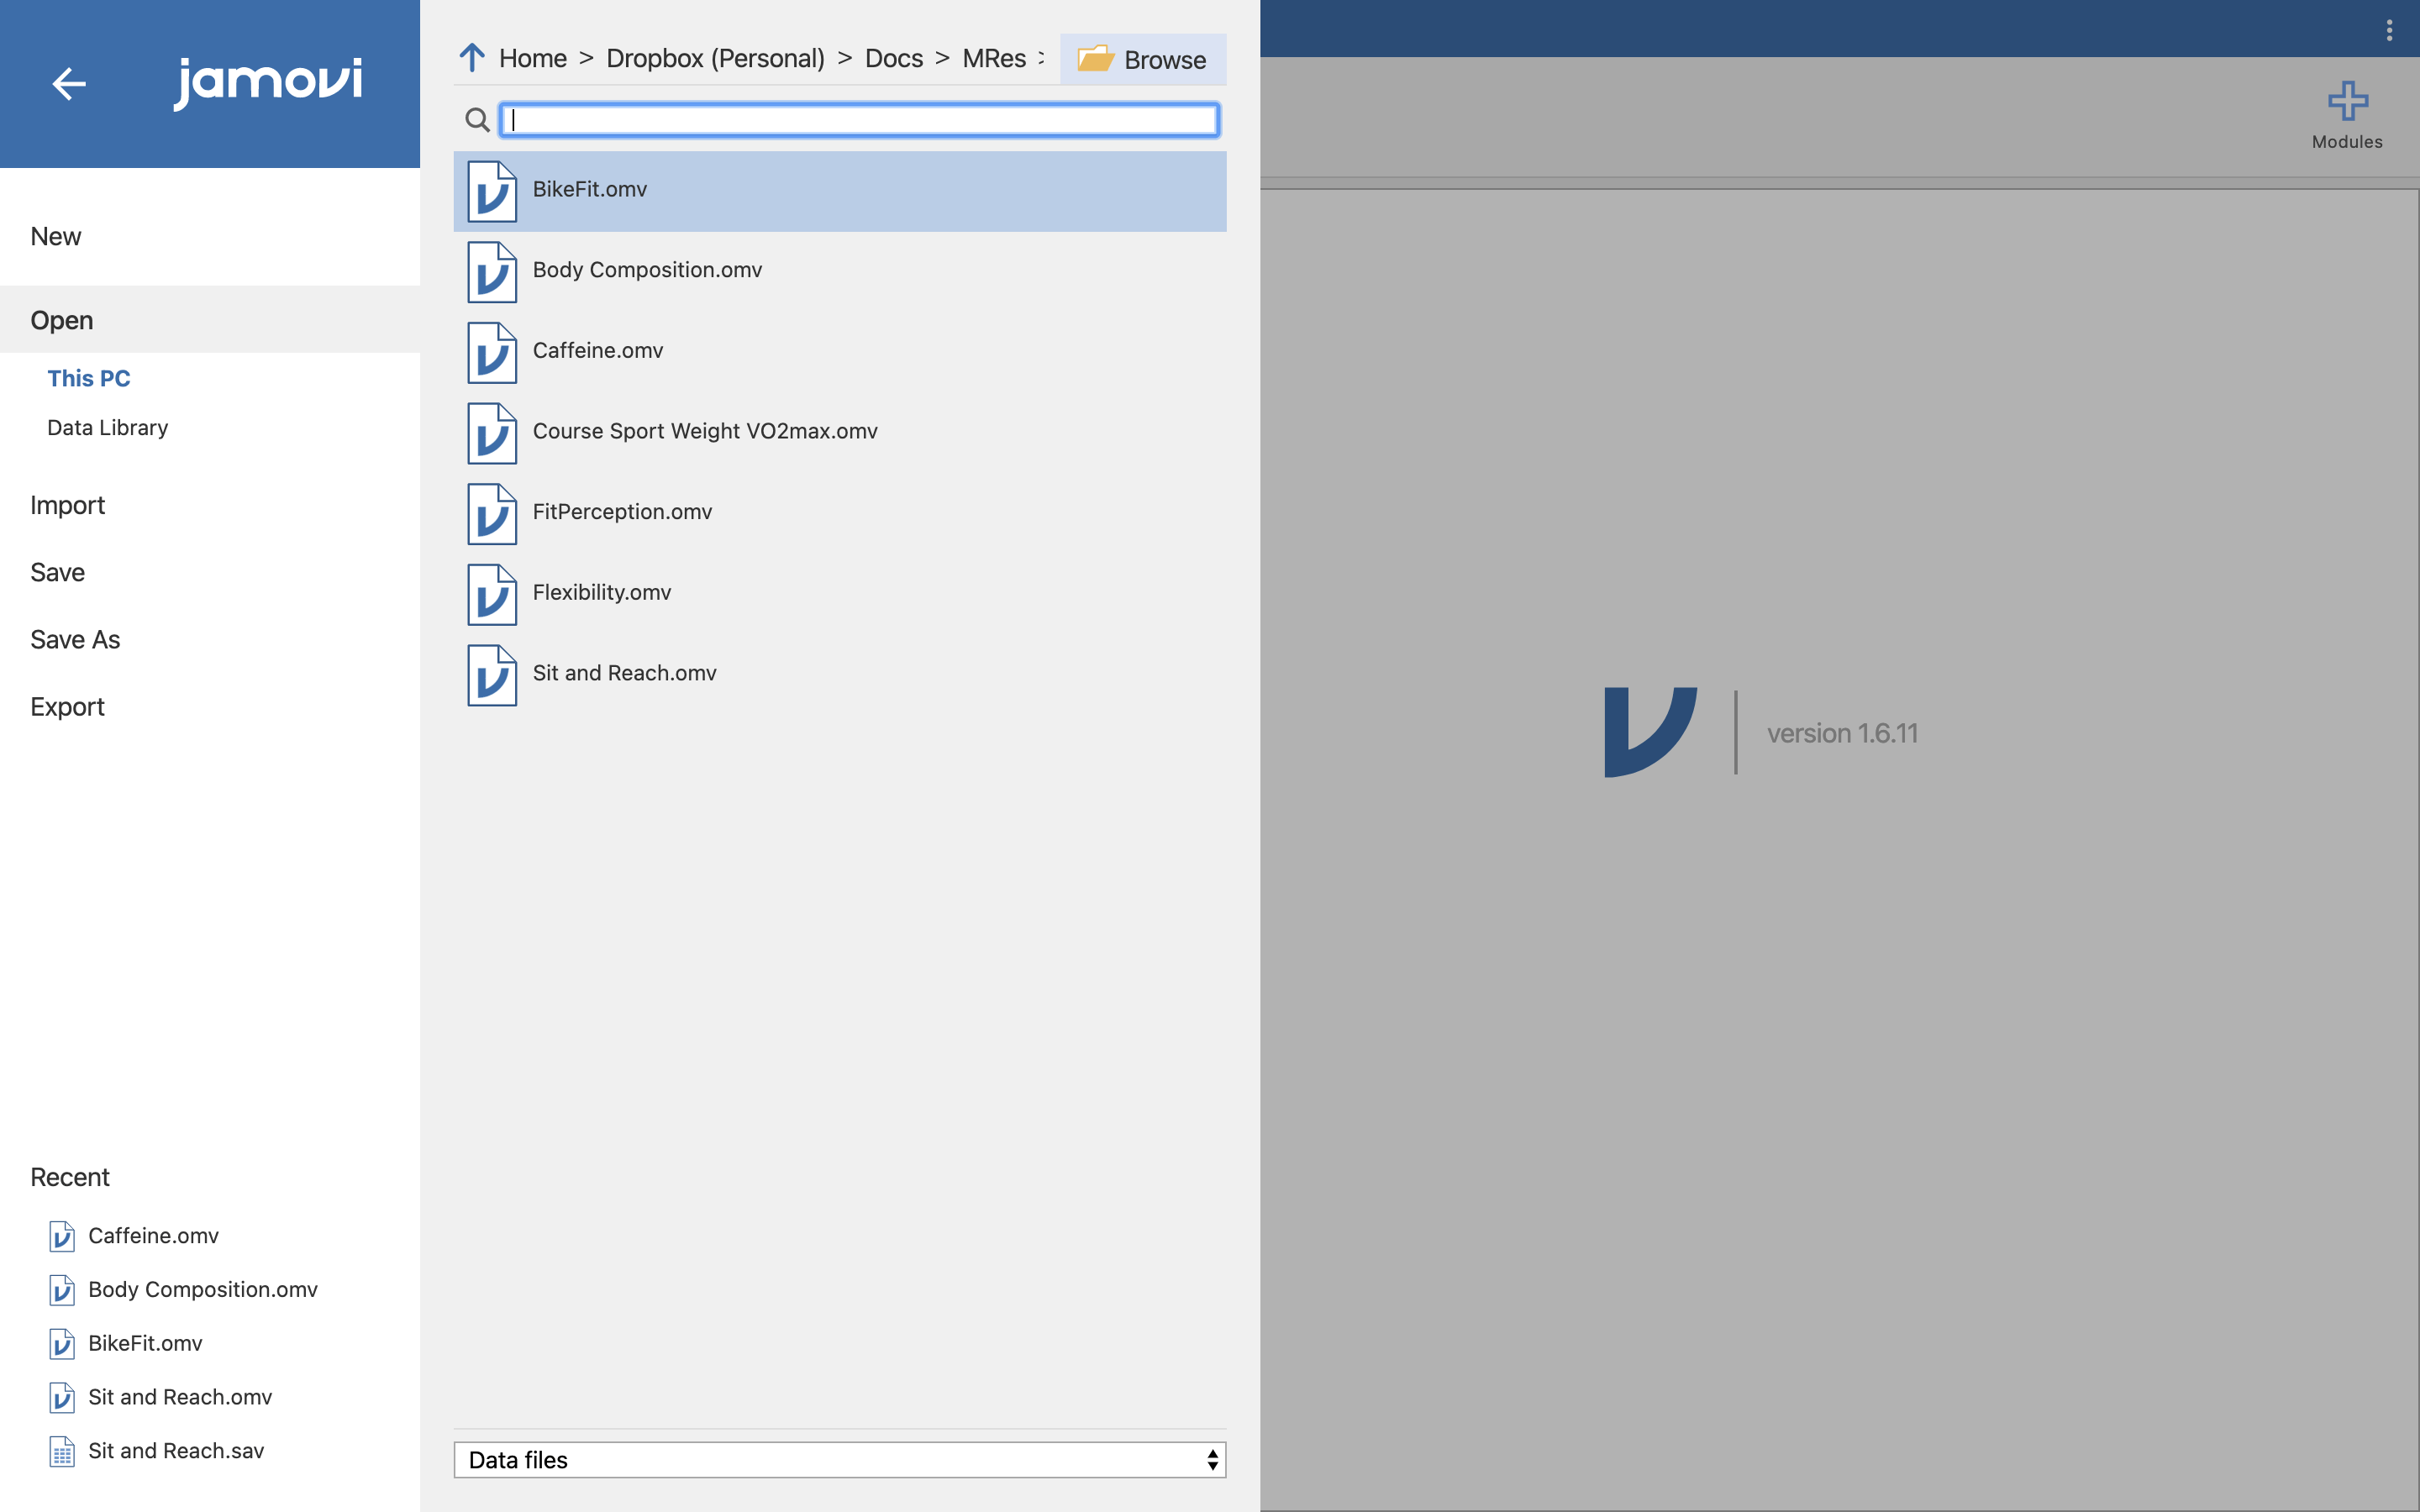 jamovi
New
Open
This PC
Data Library
Import
Save
Save As
Export
Recent
Caffeine.omv
Body Composition.omv
BikeFit.omv
Sit and Reach.omv
Sit and Reach.sav
Home > Dropbox (Personal) > Docs > MRes >
Browse
BikeFit.omv
Body Composition.omv
Caffeine.omv
Course Sport Weight VO2max.omv
FitPerception.omv
Flexibility.omv
Sit and Reach.omv
Data files
Modules
version 1.6.11